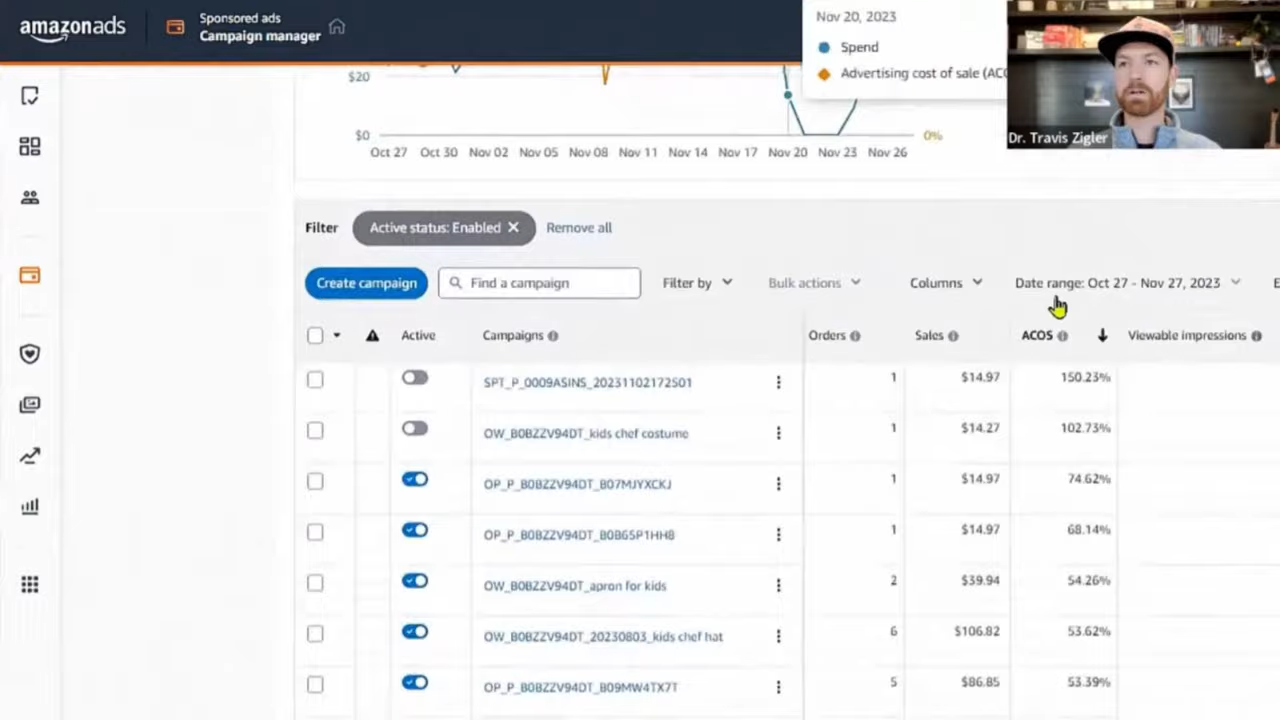 amazonads
Sponsored ads
Campaign manager
Nov 20, 2023
Spend
Advertising cost of sale (ACO
Dr. Travis Zigler
$20
$0
0%
Oct 27 Oct 30 Nov 02 Nov 05 Nov 08 Nov 11 Nov 14 Nov 17 Nov 20 Nov 23 Nov 26
Filter Active status: Enabled Remove all
Create campaign Find a campaign Filter by Bulk actions Columns Date range: Oct 27 - Nov 27, 2023 E
Active Campaigns Orders Sales ACOS Viewable impressions
SPT_P_0009ASINS_20231102172501 1 $14.97 150.23%
OW_B0BZZV94DT_kids chef costume 1 $14.27 102.73%
OP_P_B0BZZV94DT_B07MJYXCKJ 1 $14.97 74.62%
OP_P_B0BZZV94DT_B0B65P1HH8 1 $14.97 68.14%
OW_B0BZZV94DT_apron for kids 2 $39.94 54.26%
OW_B0BZZV94DT_20230803_kids chef hat 6 $106.82 53.62%
OP_P_B0BZZV94DT_B09MW4TX7T 5 $86.85 53.39%